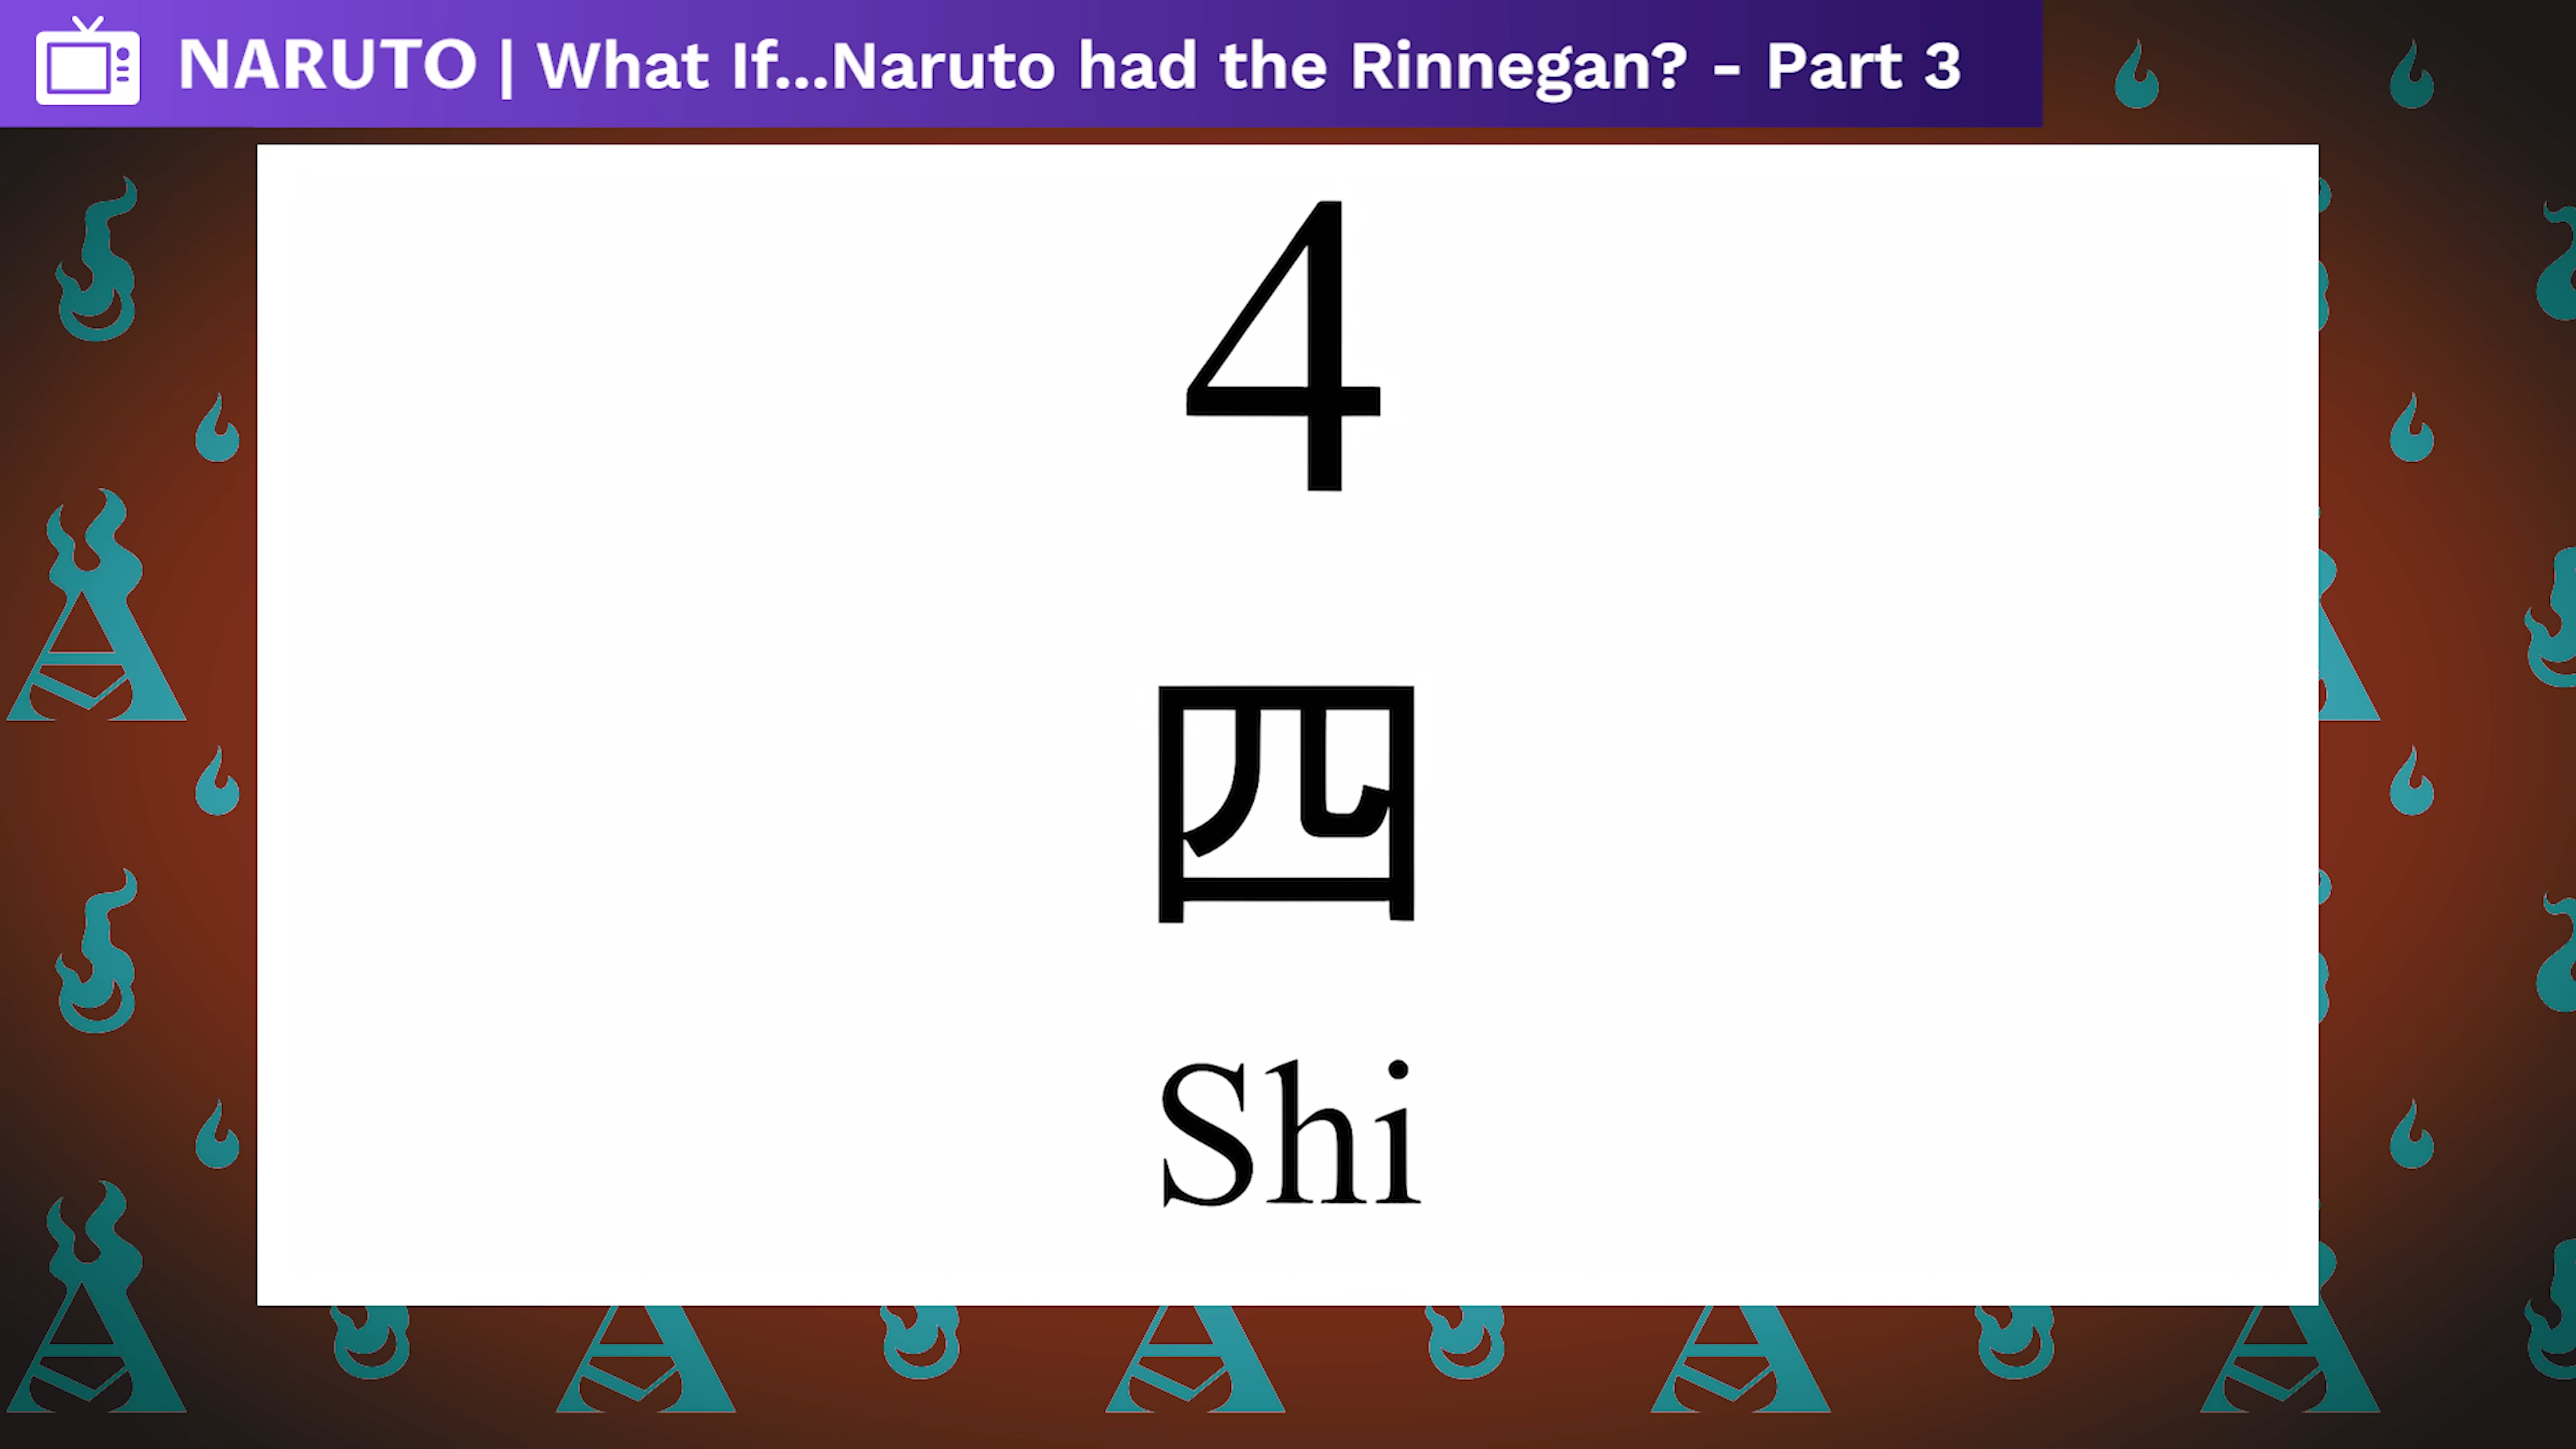 NARUTO | What If...Naruto had the Rinnegan? - Part 3
4
四
Shi